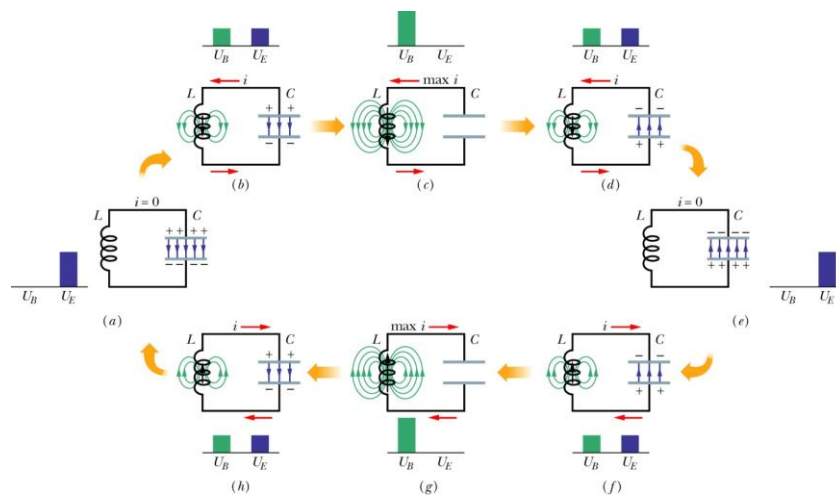 U_B U_E
U_B U_E
U_B U_E
i
max i
i
L C
L C
L C
+ +
− −
− −
+ +
(b)
(c)
(d)
i = 0
i = 0
L C
L C
+ + + +
− − − −
− − − −
+ + + +
U_B U_E
U_B U_E
(a)
(e)
i
max i
i
L C
L C
L C
+ +
− −
− −
+ +
U_B U_E
U_B U_E
U_B U_E
(h)
(g)
(f)